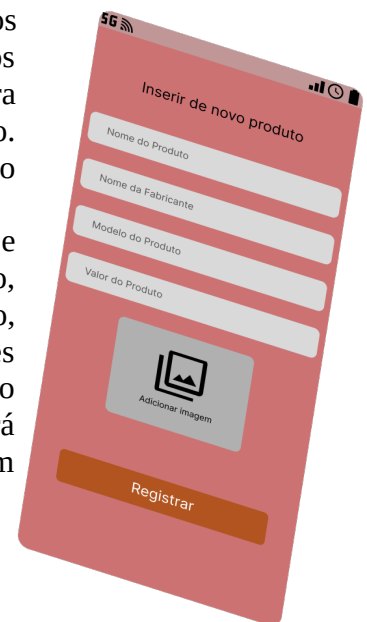 5G
Inserir de novo produto
Nome do Produto
Nome da Fabricante
Modelo do Produto
Valor do Produto
Adicionar imagem
Registrar